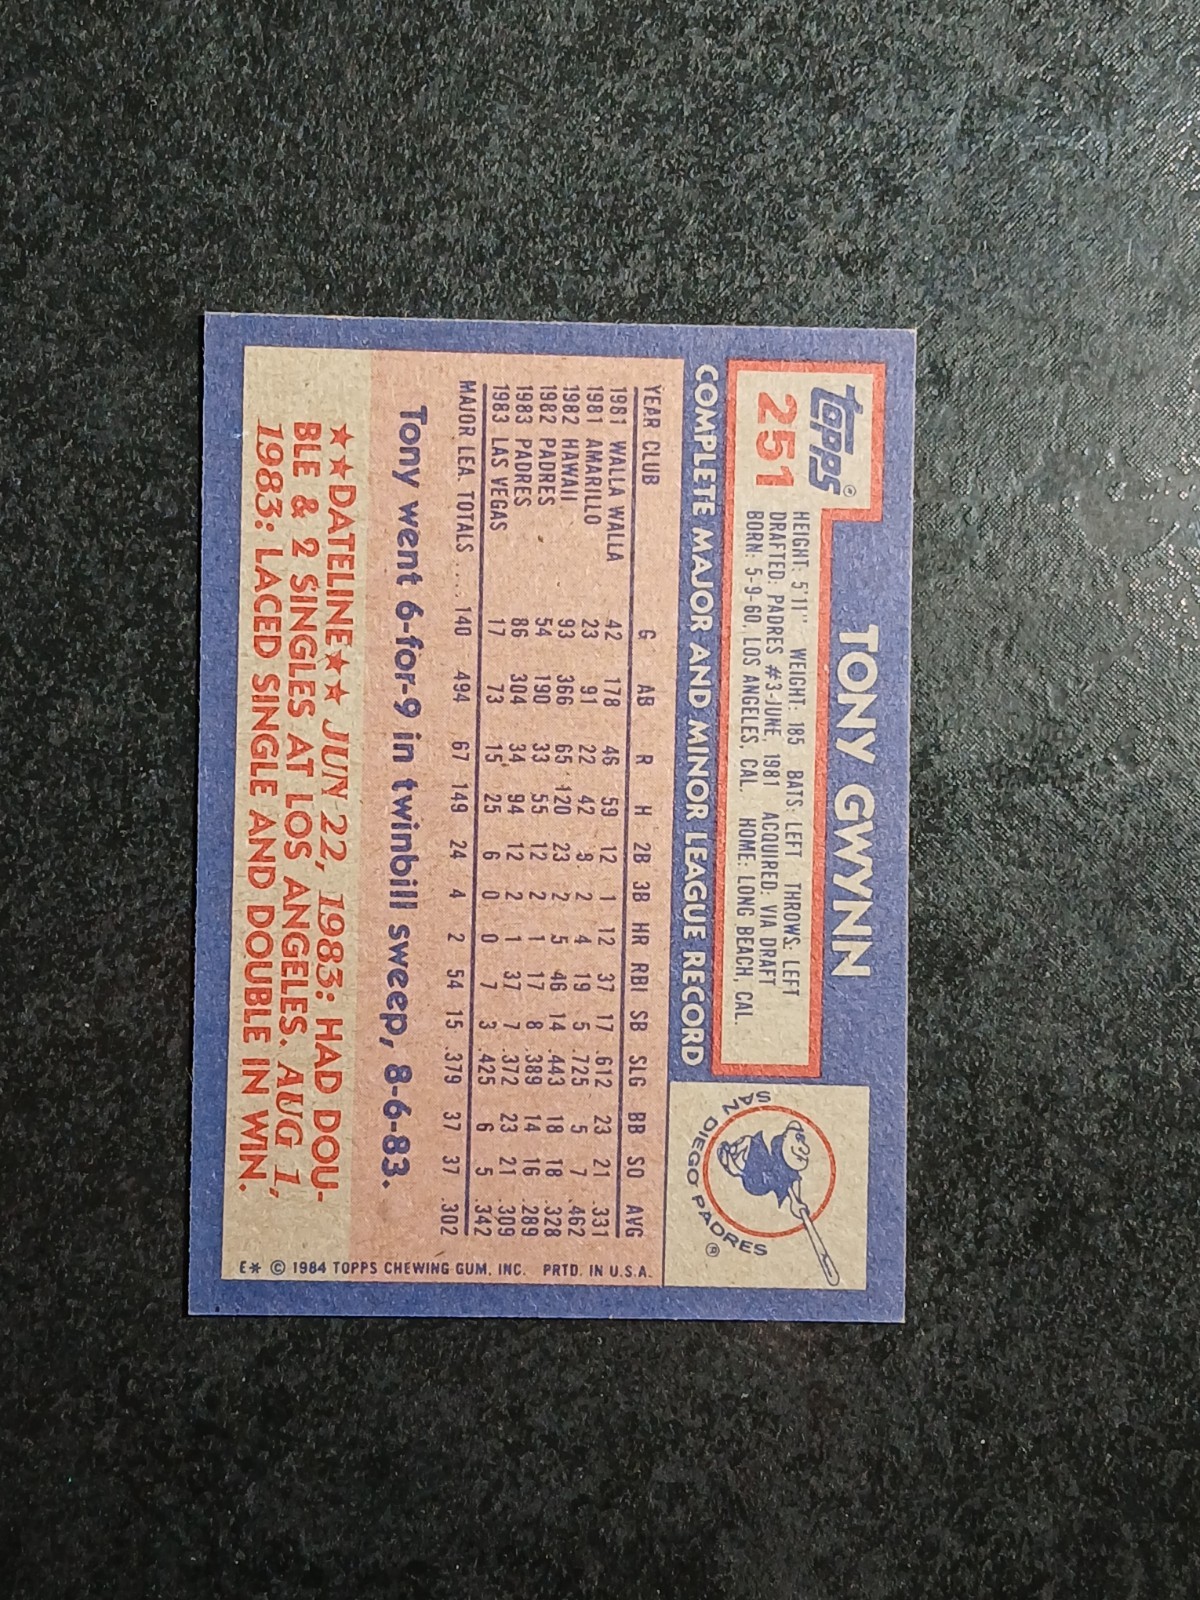 topps®
251
TONY GWYNN
HEIGHT: 5'11" WEIGHT: 185 BATS: LEFT THROWS: LEFT
DRAFTED: PADRES #3-JUNE, 1981 ACQUIRED: VIA DRAFT
BORN: 5-9-60, LOS ANGELES, CAL. HOME: LONG BEACH, CAL.
SAN DIEGO PADRES ®
COMPLETE MAJOR AND MINOR LEAGUE RECORD
YEAR CLUB G AB R H 2B 3B HR RBI SB SLG BB SO AVG
1981 WALLA WALLA 42 178 46 59 12 1 12 37 17 .612 23 21 .331
1981 AMARILLO 23 91 22 42 8 2 4 19 5 .725 5 7 .462
1982 HAWAII 93 366 65 120 23 2 5 46 14 .443 18 18 .328
1982 PADRES 54 190 33 55 12 2 1 17 8 .389 14 16 .289
1983 PADRES 86 304 34 94 12 2 1 37 7 .372 23 21 .309
1983 LAS VEGAS 17 73 15 25 6 0 0 7 3 .425 6 5 .342
MAJOR LEA. TOTALS ... 140 494 67 149 24 4 2 54 15 .379 37 37 .302
Tony went 6-for-9 in twinbill sweep, 8-6-83.
★★DATELINE★★ JUN 22, 1983: HAD DOU-
BLE & 2 SINGLES AT LOS ANGELES. AUG 1,
1983: LACED SINGLE AND DOUBLE IN WIN.
E* © 1984 TOPPS CHEWING GUM, INC. PRTD. IN U.S.A.